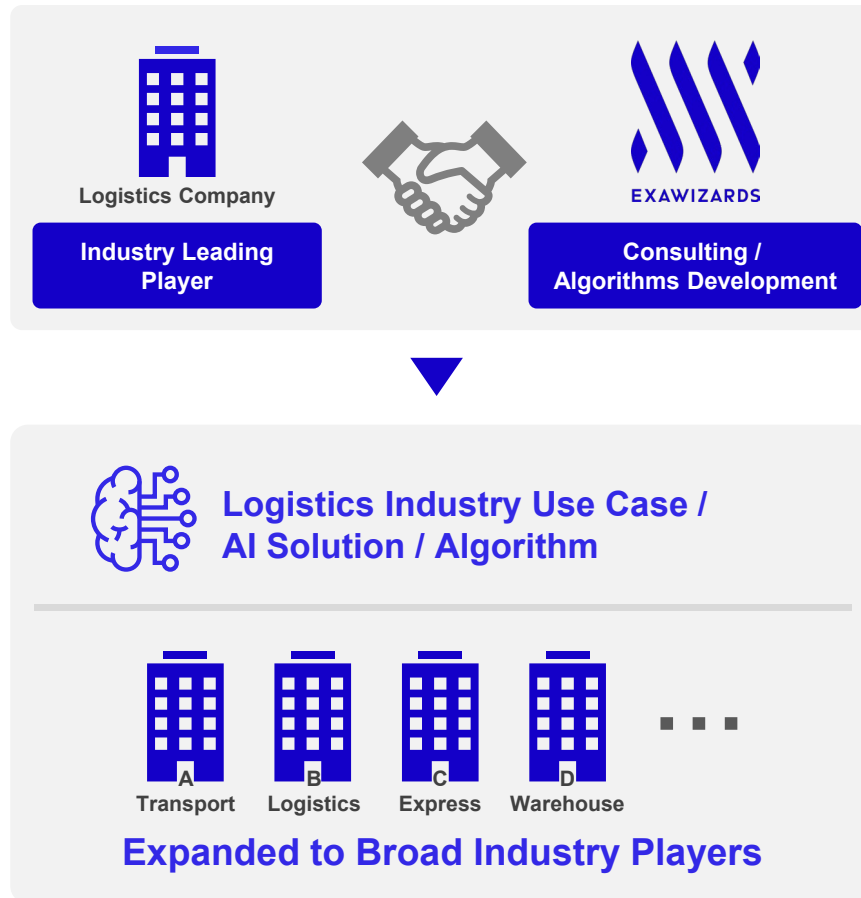 Logistics Company
EXAWIZARDS
Industry Leading
Player
Consulting /
Algorithms Development
Logistics Industry Use Case /
AI Solution / Algorithm
A
Transport
B
Logistics
C
Express
D
Warehouse
Expanded to Broad Industry Players